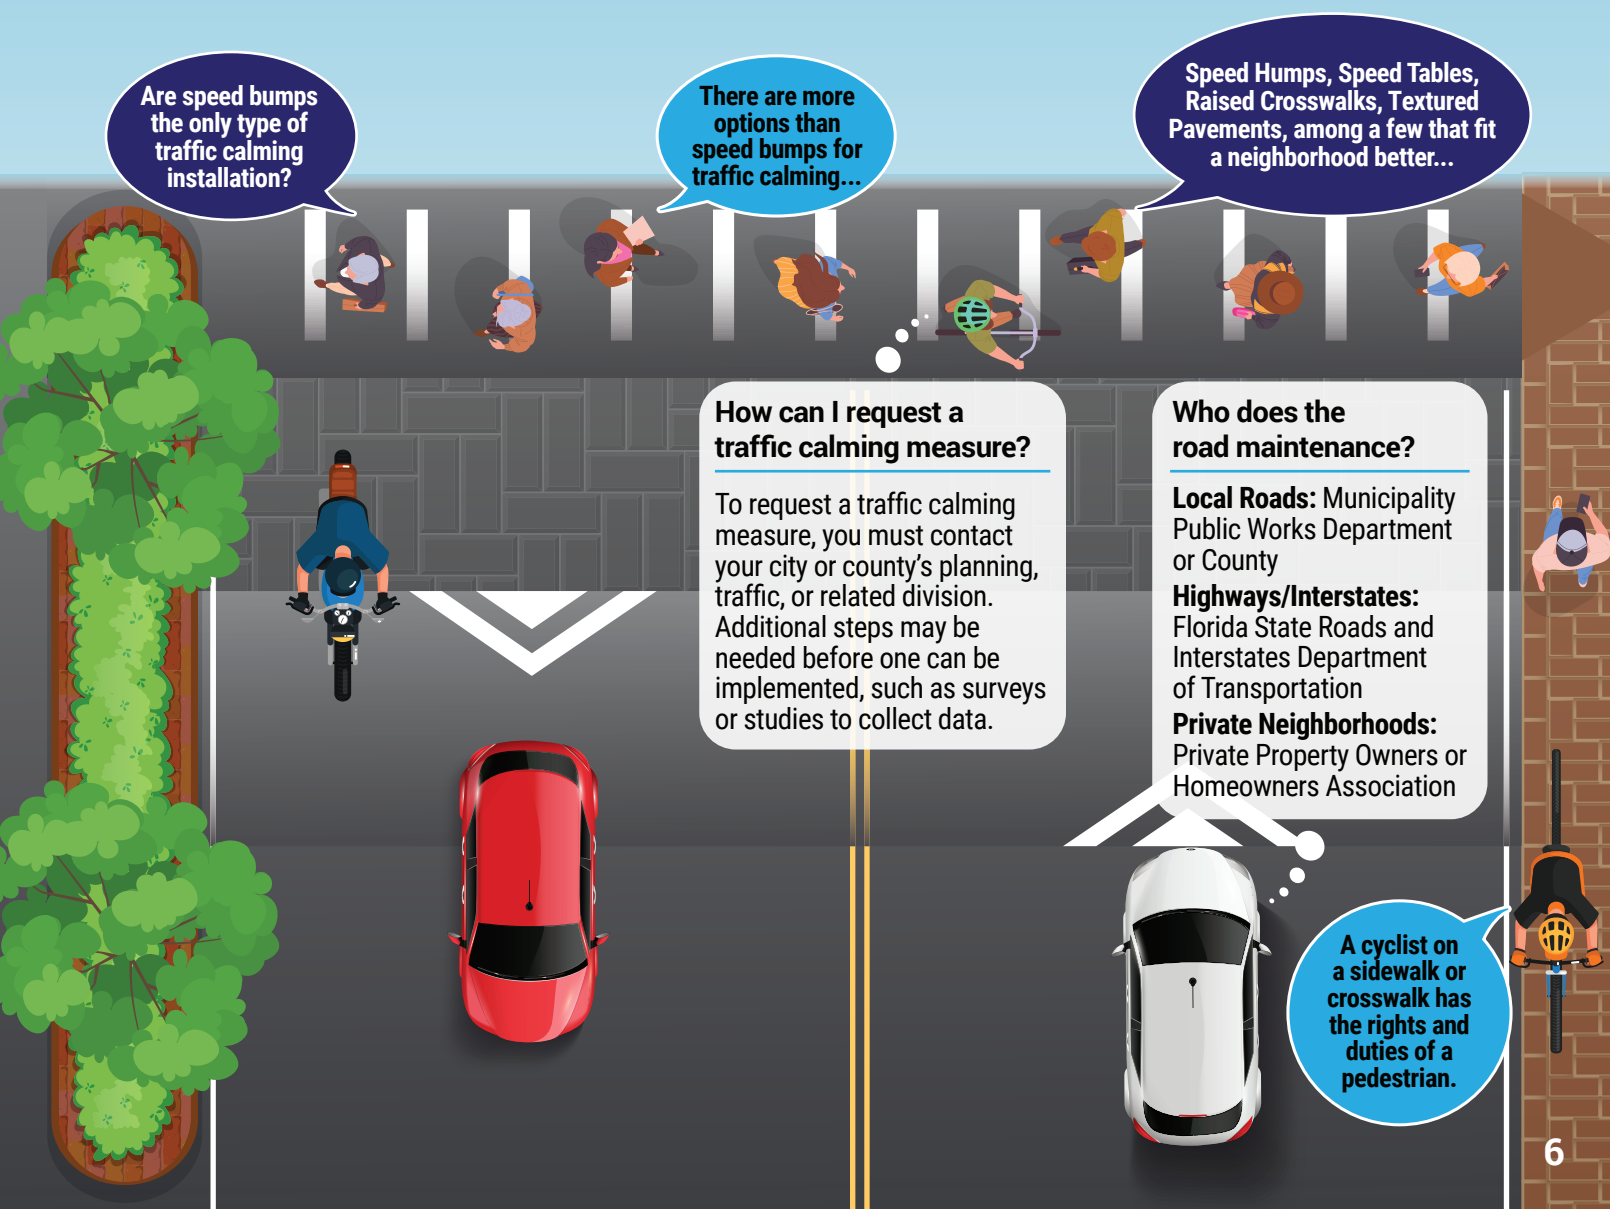 Are speed bumps
the only type of
traffic calming
installation?
There are more
options than
speed bumps for
traffic calming...
Speed Humps, Speed Tables,
Raised Crosswalks, Textured
Pavements, among a few that fit
a neighborhood better...
How can I request a
traffic calming measure?
To request a traffic calming
measure, you must contact
your city or county’s planning,
traffic, or related division.
Additional steps may be
needed before one can be
implemented, such as surveys
or studies to collect data.
Who does the
road maintenance?
Local Roads: Municipality
Public Works Department
or County
Highways/Interstates:
Florida State Roads and
Interstates Department
of Transportation
Private Neighborhoods:
Private Property Owners or
Homeowners Association
A cyclist on
a sidewalk or
crosswalk has
the rights and
duties of a
pedestrian.
6